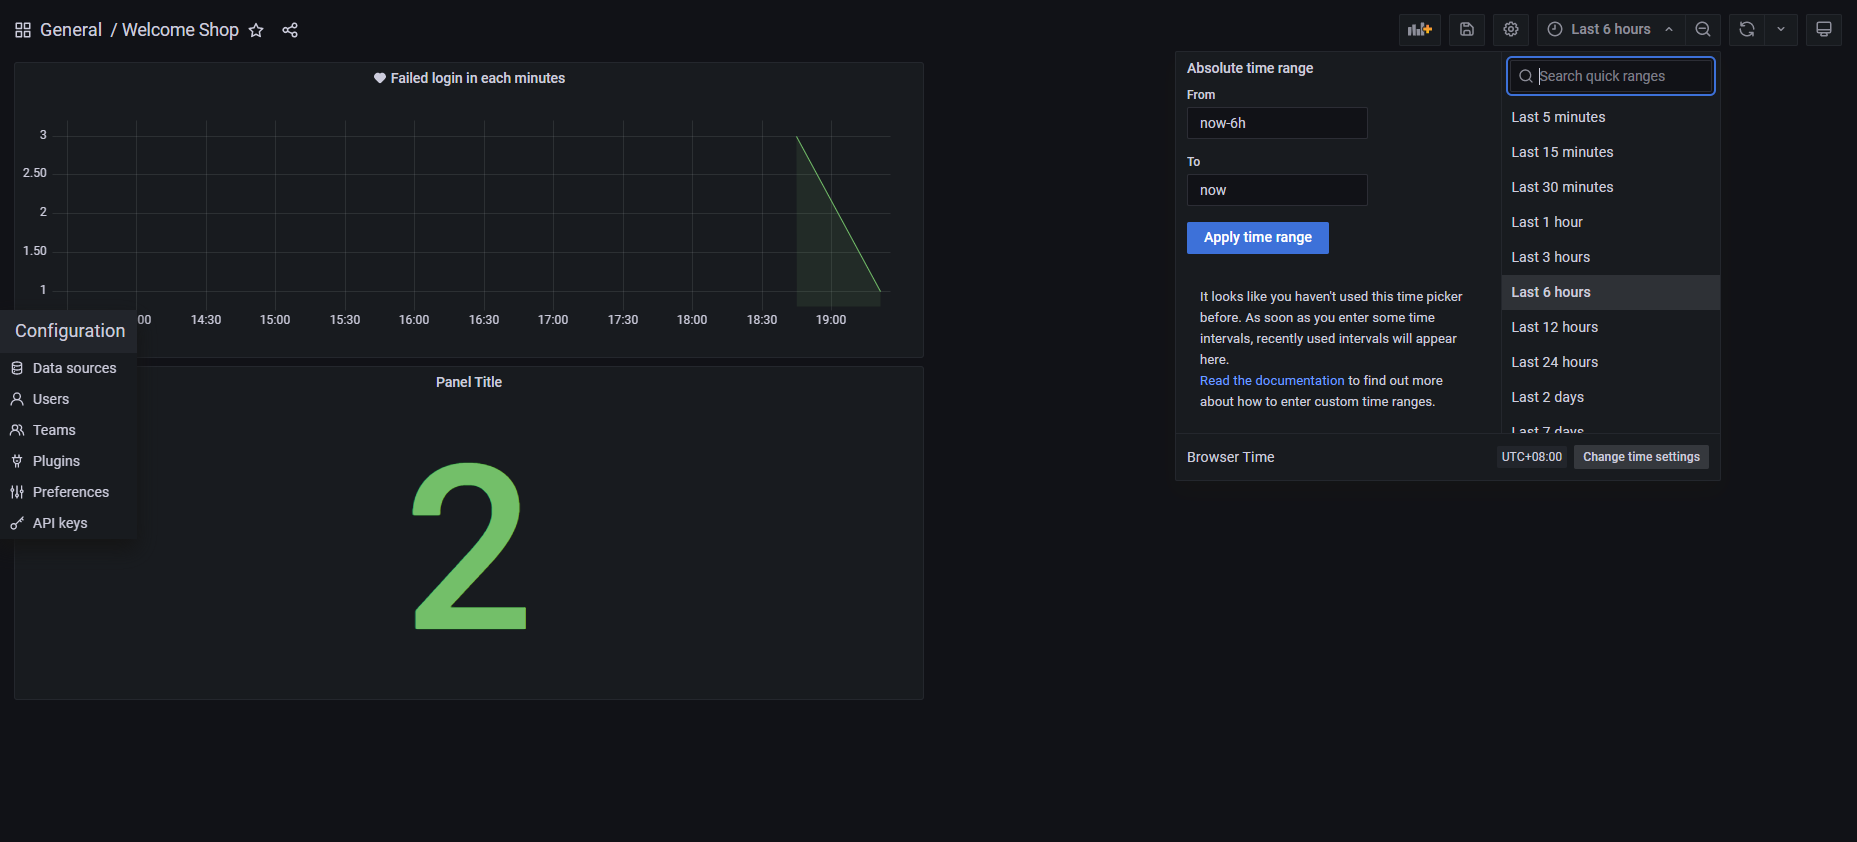 General / Welcome Shop
Last 6 hours
Failed login in each minutes
3
2.50
2
1.50
1
00
14:30
15:00
15:30
16:00
16:30
17:00
17:30
18:00
18:30
19:00
Configuration
Data sources
Users
Teams
Plugins
Preferences
API keys
Panel Title
2
Absolute time range
From
now-6h
To
now
Apply time range
It looks like you haven't used this time picker
before. As soon as you enter some time
intervals, recently used intervals will appear
here.
Read the documentation to find out more
about how to enter custom time ranges.
Search quick ranges
Last 5 minutes
Last 15 minutes
Last 30 minutes
Last 1 hour
Last 3 hours
Last 6 hours
Last 12 hours
Last 24 hours
Last 2 days
Last 7 days
Browser Time
UTC+08:00
Change time settings